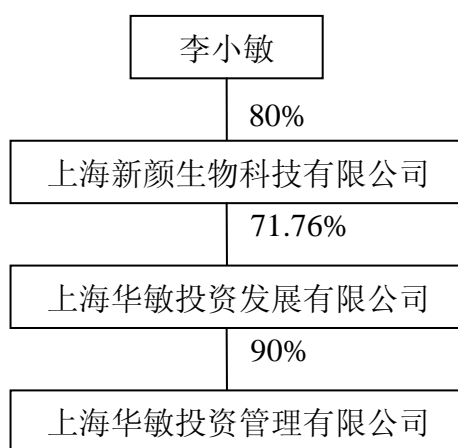 李小敏
80%
上海新颜生物科技有限公司
71.76%
上海华敏投资发展有限公司
90%
上海华敏投资管理有限公司